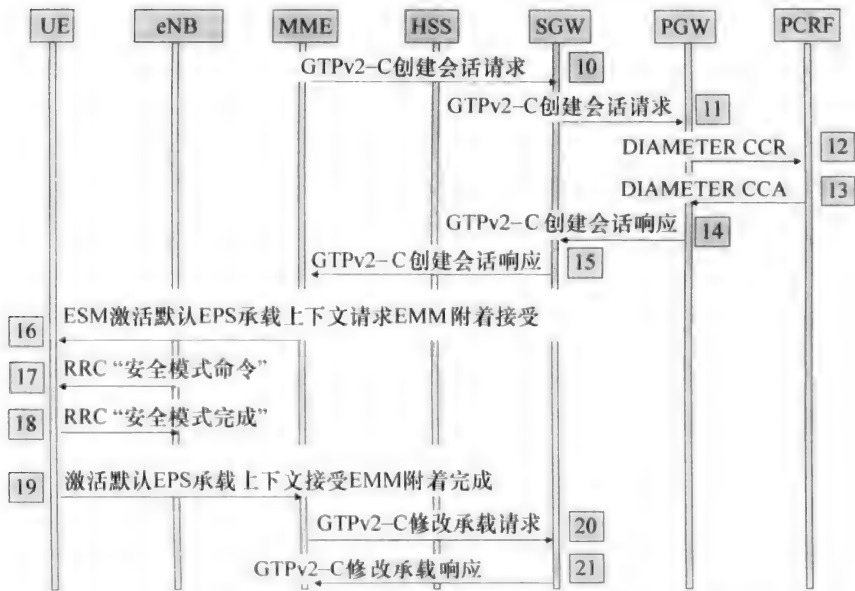 UE eNB MME HSS SGW PGW PCRF
GTPv2-C创建会话请求 10
GTPv2-C创建会话请求 11
DIAMETER CCR 12
DIAMETER CCA 13
GTPv2-C 创建会话响应 14
GTPv2-C创建会话响应 15
16 ESM激活默认EPS承载上下文请求EMM附着接受
17 RRC “安全模式命令”
18 RRC “安全模式完成”
19 激活默认EPS承载上下文接受EMM附着完成
GTPv2-C修改承载请求 20
GTPv2-C修改承载响应 21